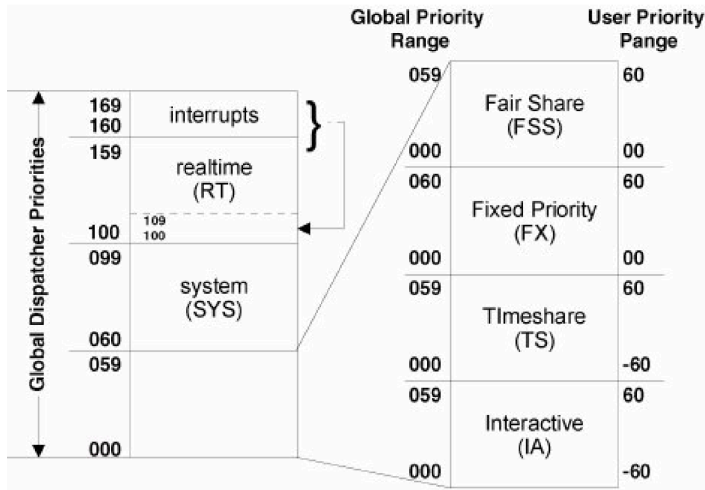 Global Priority
Range
User Priority
Pange
Global Dispatcher Priorities
169
160
interrupts
159
realtime
(RT)
109
100
100
099
system
(SYS)
060
059
000
059
60
Fair Share
(FSS)
000
00
060
60
Fixed Priority
(FX)
000
00
059
60
TImeshare
(TS)
000
-60
059
60
Interactive
(IA)
000
-60